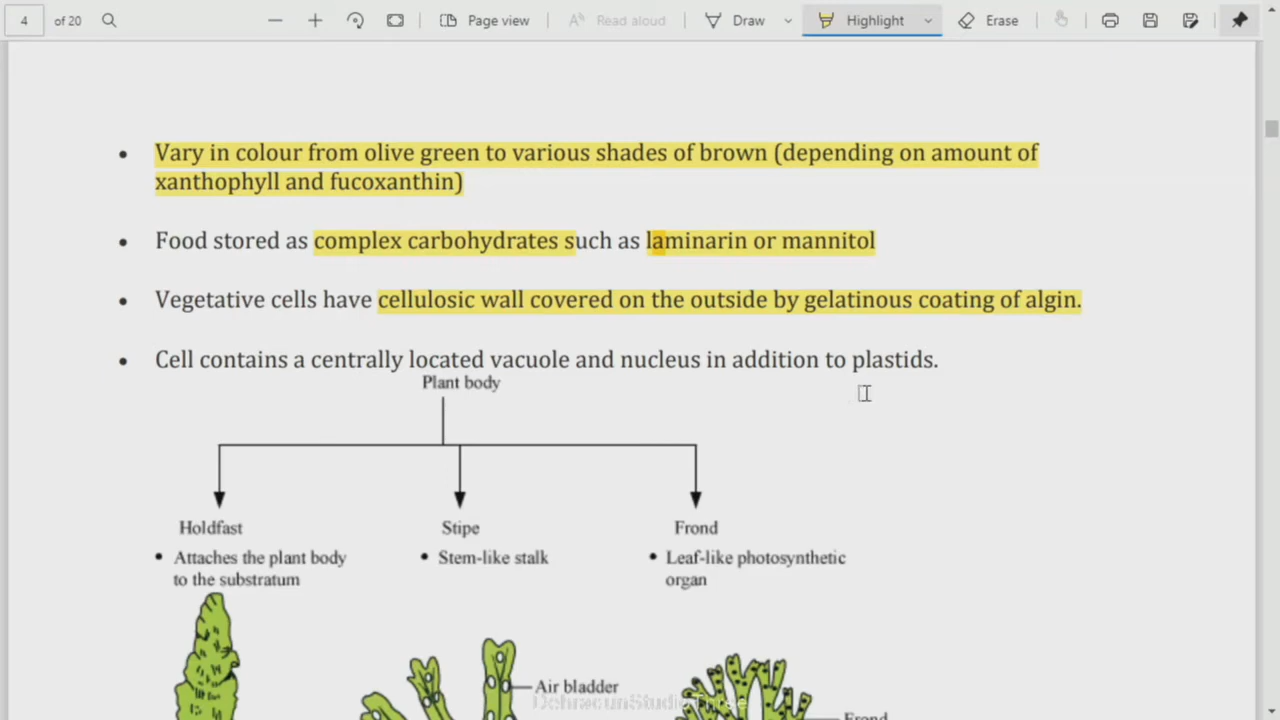 4 of 20 Page view Read aloud Draw Highlight Erase
• Vary in colour from olive green to various shades of brown (depending on amount of
xanthophyll and fucoxanthin)
• Food stored as complex carbohydrates such as laminarin or mannitol
• Vegetative cells have cellulosic wall covered on the outside by gelatinous coating of algin.
• Cell contains a centrally located vacuole and nucleus in addition to plastids.
Plant body
Holdfast Stipe Frond
• Attaches the plant body • Stem-like stalk • Leaf-like photosynthetic
to the substratum organ
Air bladder